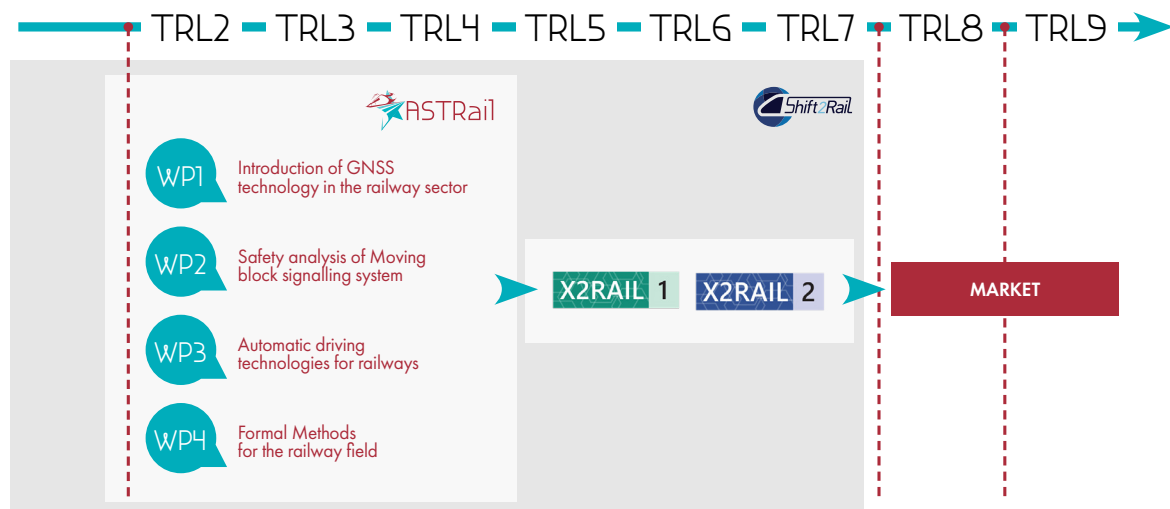 TRL2 TRL3 TRL4 TRL5 TRL6 TRL7 TRL8 TRL9
ASTRail
Shift2Rail
WP1
Introduction of GNSS
technology in the railway sector
WP2
Safety analysis of Moving
block signalling system
X2RAIL 1
X2RAIL 2
MARKET
WP3
Automatic driving
technologies for railways
WP4
Formal Methods
for the railway field